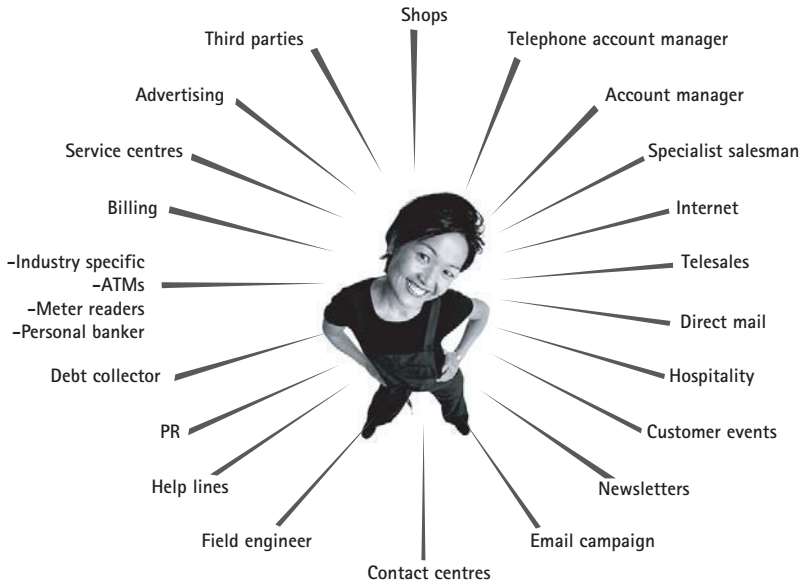 Shops
Third parties
Telephone account manager
Advertising
Account manager
Service centres
Specialist salesman
Billing
Internet
–Industry specific
–ATMs
–Meter readers
–Personal banker
Telesales
Direct mail
Debt collector
Hospitality
PR
Customer events
Help lines
Newsletters
Field engineer
Email campaign
Contact centres